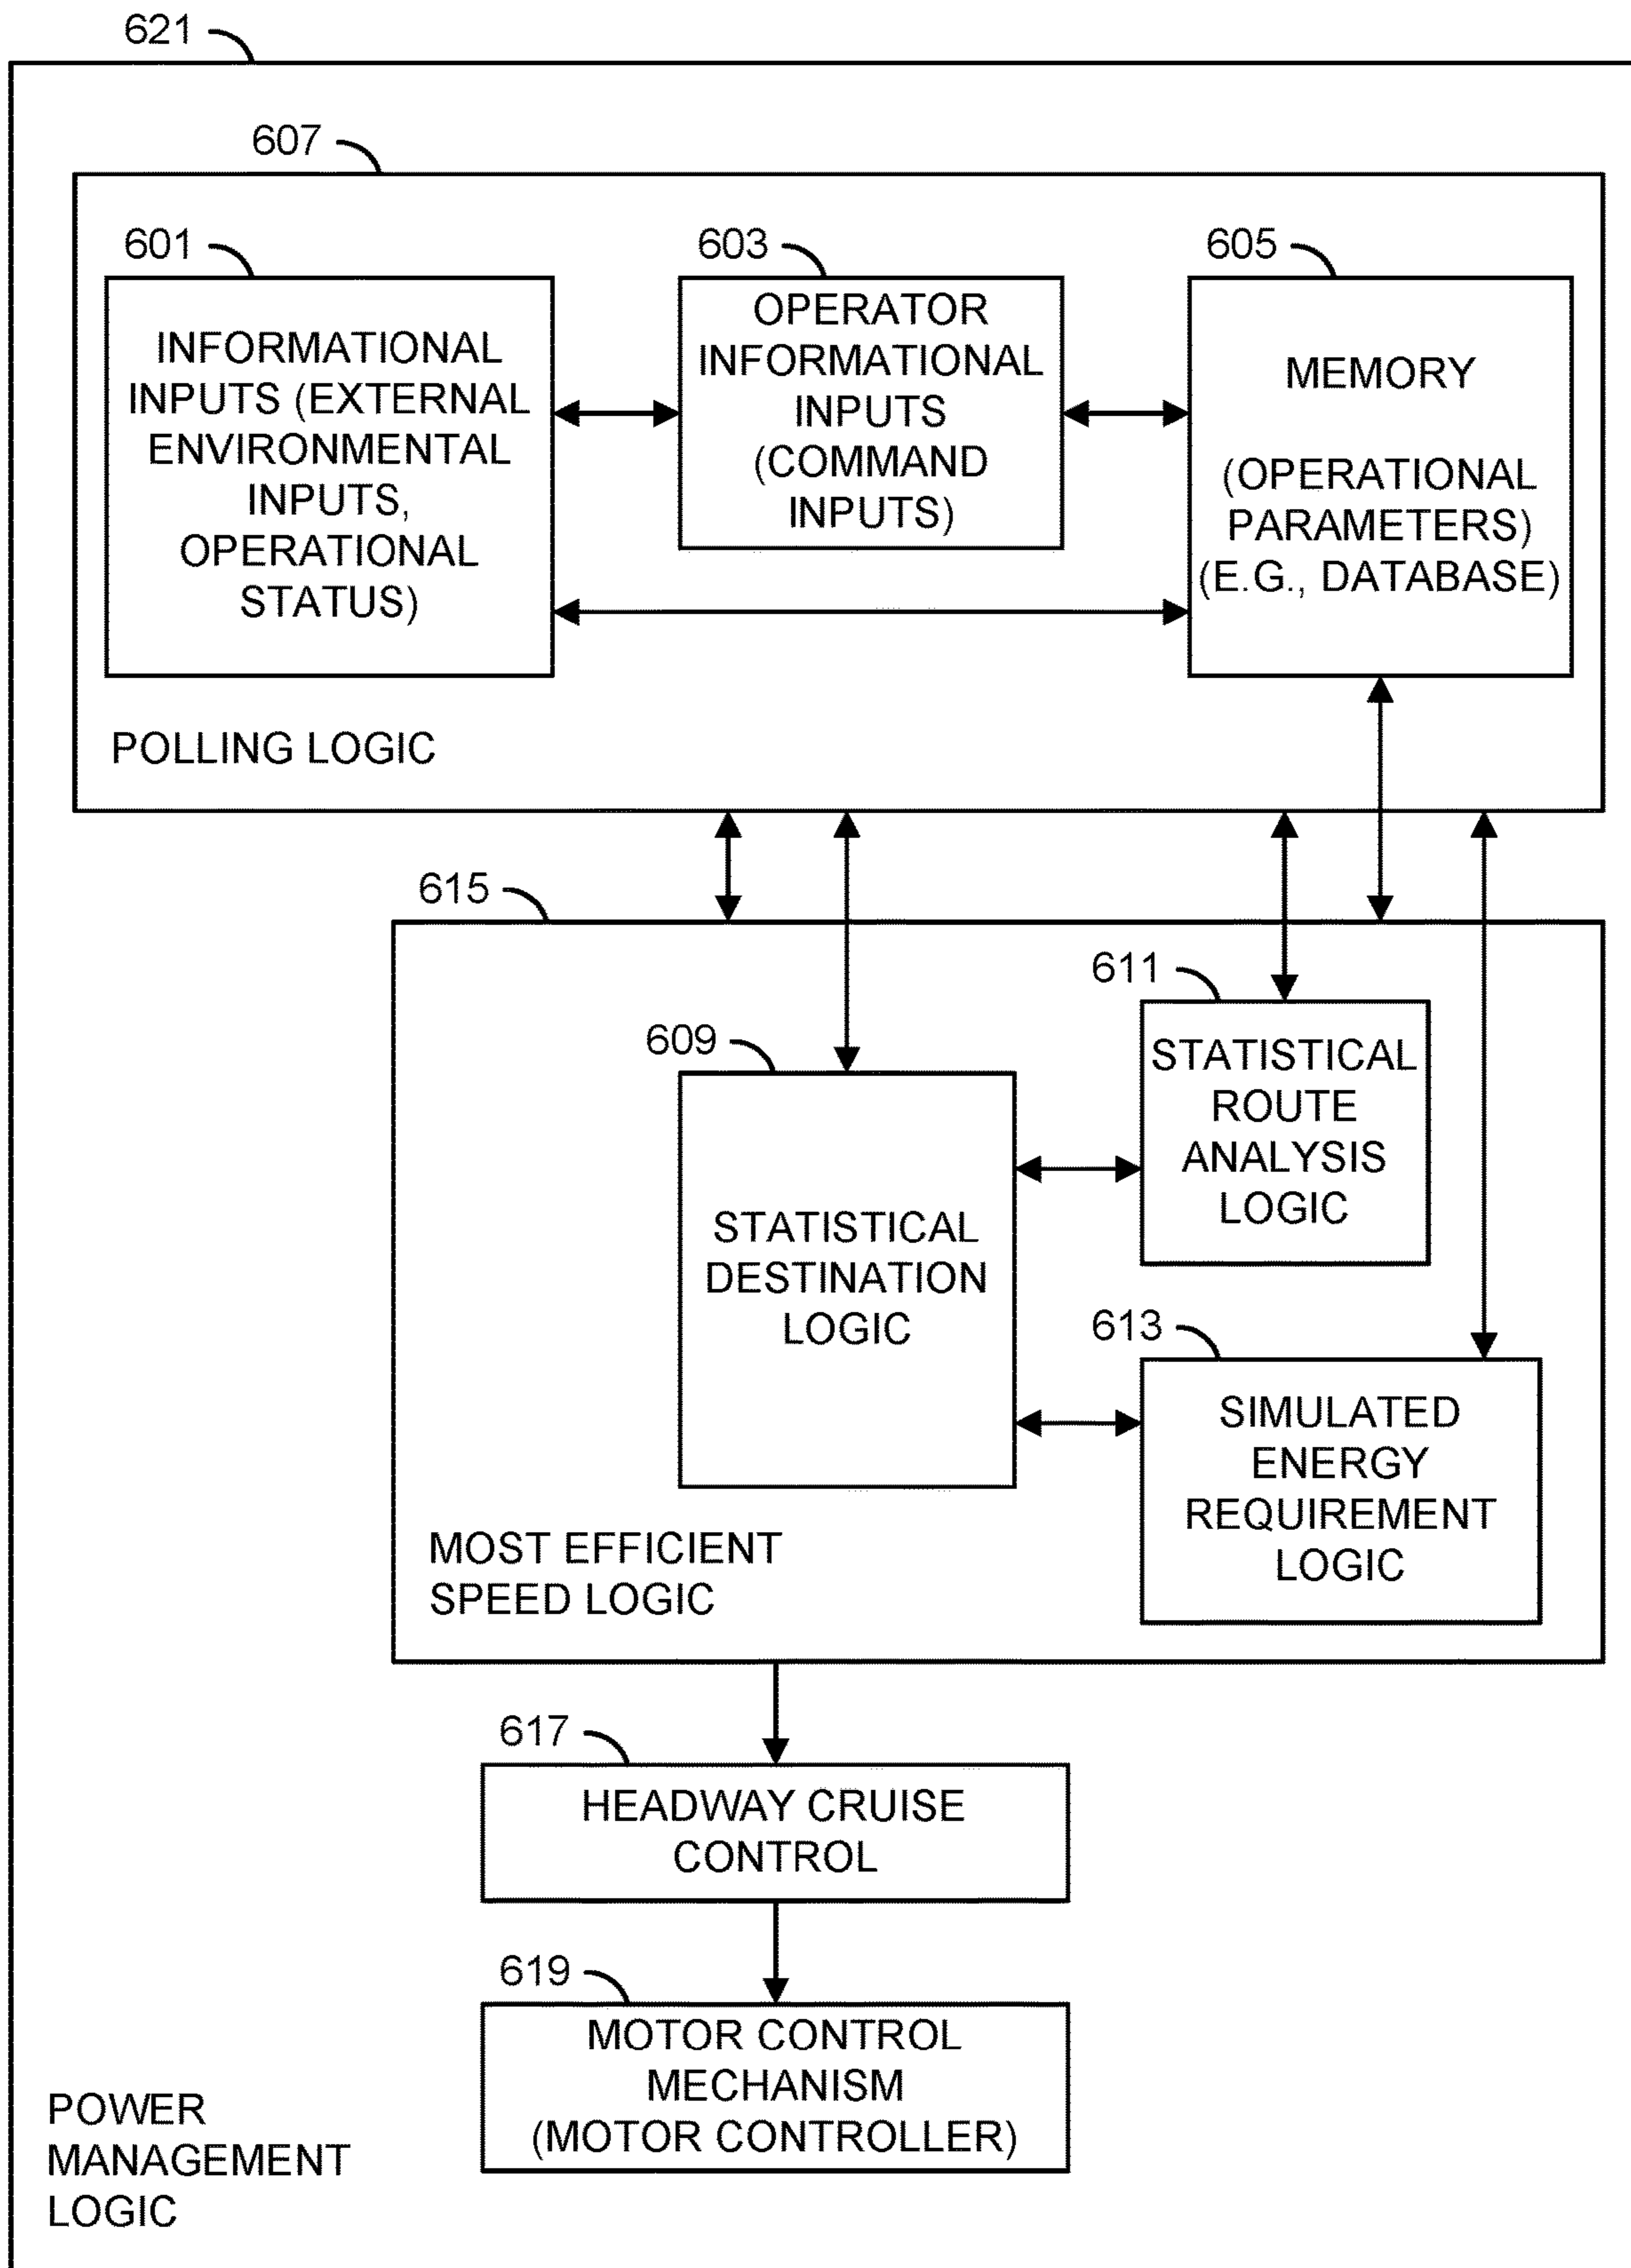 621
607
601
603
605
INFORMATIONAL
INPUTS (EXTERNAL
ENVIRONMENTAL
INPUTS,
OPERATIONAL
STATUS)
OPERATOR
INFORMATIONAL
INPUTS
(COMMAND
INPUTS)
MEMORY
(OPERATIONAL
PARAMETERS)
(E.G., DATABASE)
POLLING LOGIC
615
611
609
STATISTICAL
ROUTE
ANALYSIS
LOGIC
STATISTICAL
DESTINATION
LOGIC
613
SIMULATED
ENERGY
REQUIREMENT
LOGIC
MOST EFFICIENT
SPEED LOGIC
617
HEADWAY CRUISE
CONTROL
619
MOTOR CONTROL
MECHANISM
(MOTOR CONTROLLER)
POWER
MANAGEMENT
LOGIC